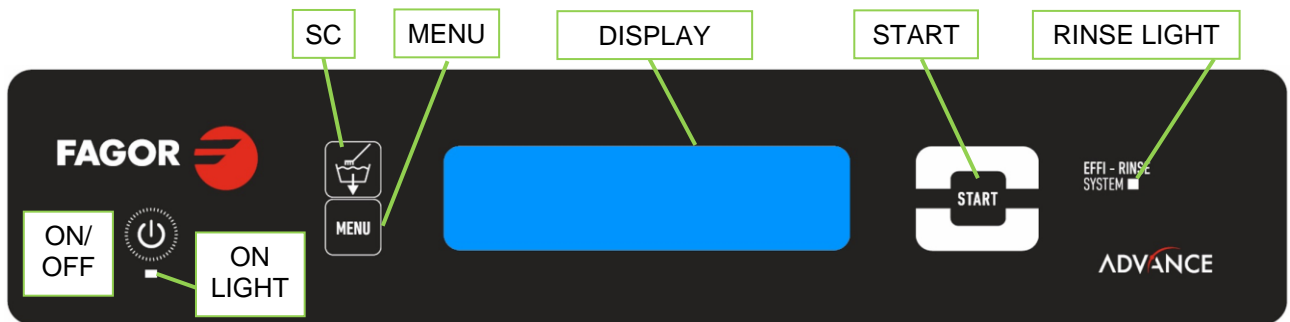 SC
MENU
DISPLAY
START
RINSE LIGHT
FAGOR
MENU
START
EFFI - RINSE
SYSTEM
ON/
OFF
ON
LIGHT
ADVANCE